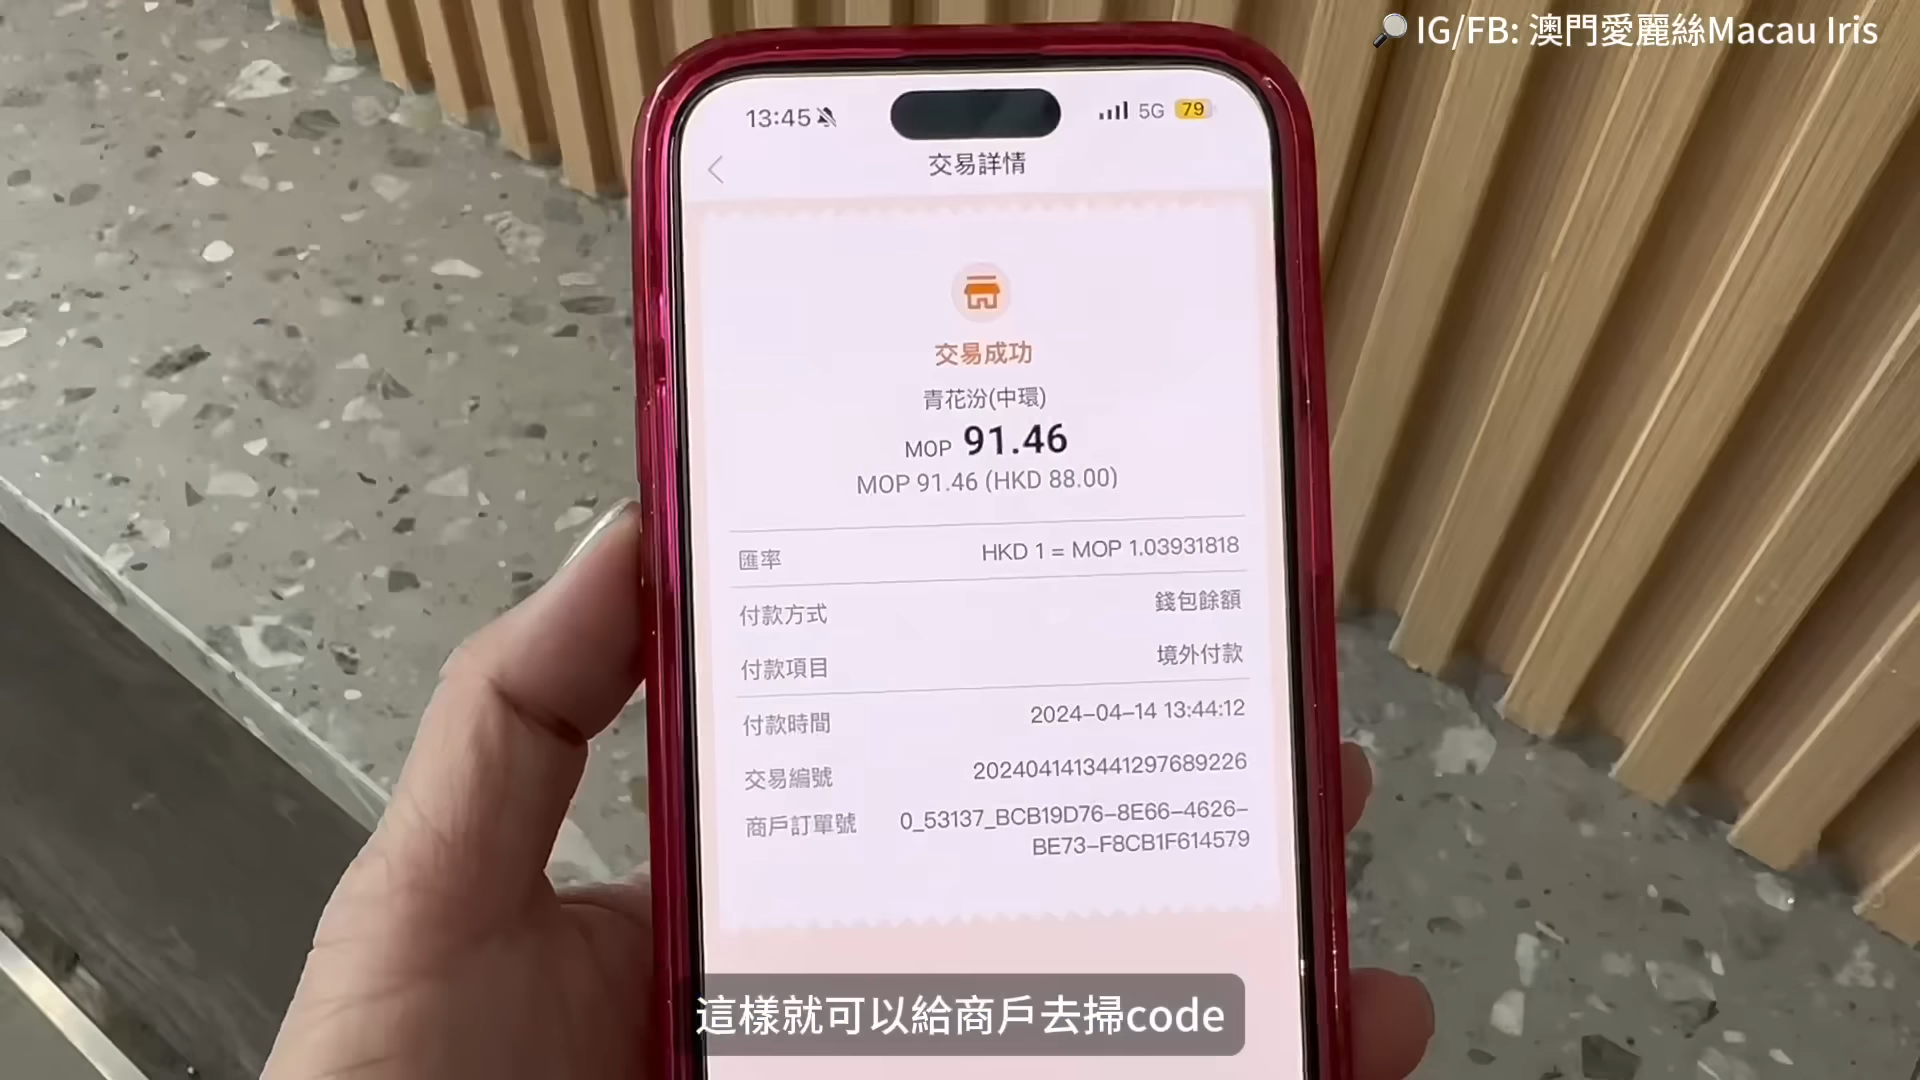 IG/FB: 澳門愛麗絲Macau Iris
13:45 5G 79
交易詳情
交易成功
青花汾(中環)
MOP 91.46
MOP 91.46 (HKD 88.00)
匯率 HKD 1 = MOP 1.03931818
付款方式 錢包餘額
付款項目 境外付款
付款時間 2024-04-14 13:44:12
交易編號 2024041413441297689226
商戶訂單號 0_53137_BCB19D76-8E66-4626-
BE73-F8CB1F614579
這樣就可以給商戶去掃code